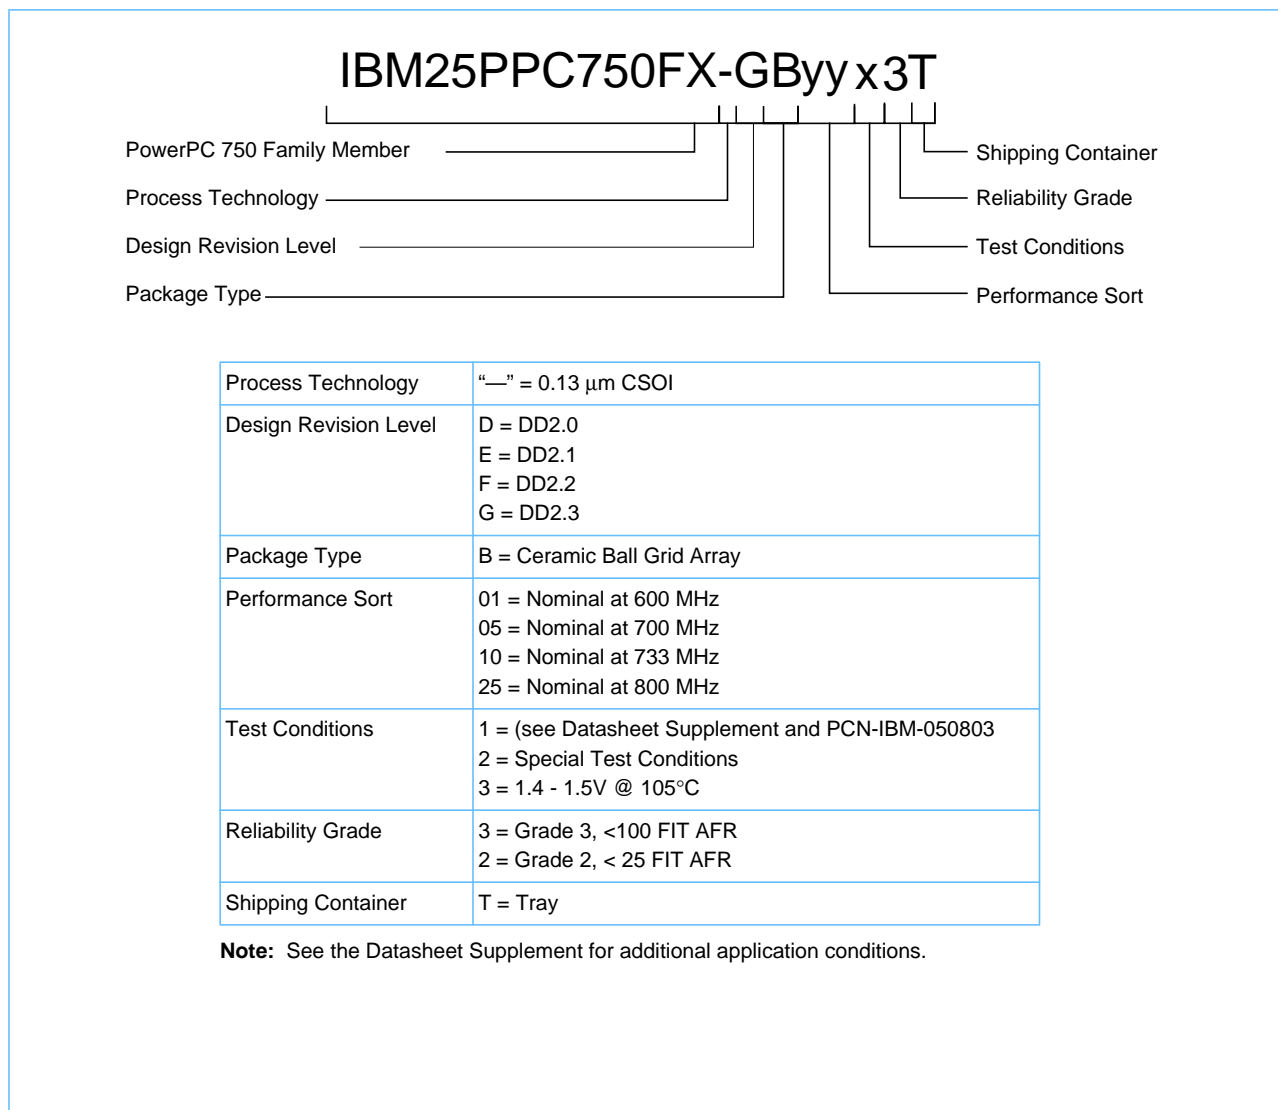 IBM25PPC750FX-GByyx3T
PowerPC 750 Family Member
Process Technology
Design Revision Level
Package Type
Shipping Container
Reliability Grade
Test Conditions
Performance Sort
Process Technology “—” = 0.13 μm CSOI
Design Revision Level D = DD2.0
E = DD2.1
F = DD2.2
G = DD2.3
Package Type B = Ceramic Ball Grid Array
Performance Sort 01 = Nominal at 600 MHz
05 = Nominal at 700 MHz
10 = Nominal at 733 MHz
25 = Nominal at 800 MHz
Test Conditions 1 = (see Datasheet Supplement and PCN-IBM-050803
2 = Special Test Conditions
3 = 1.4 - 1.5V @ 105°C
Reliability Grade 3 = Grade 3, <100 FIT AFR
2 = Grade 2, < 25 FIT AFR
Shipping Container T = Tray
Note: See the Datasheet Supplement for additional application conditions.